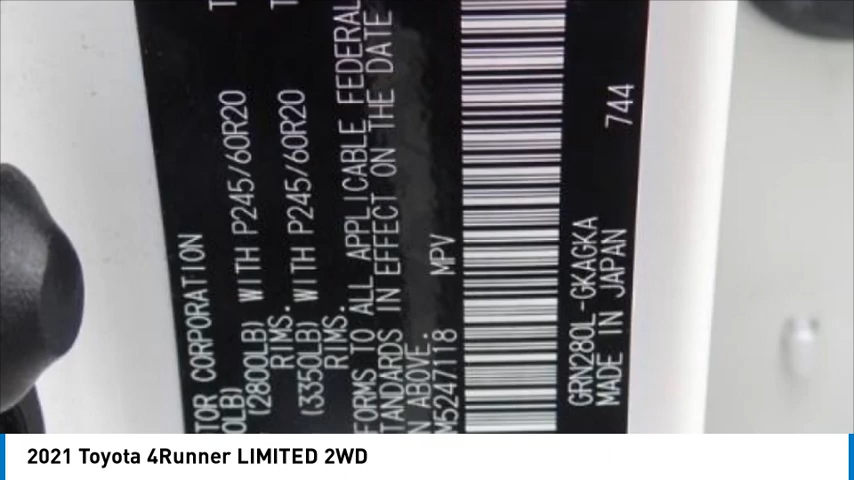 TOR CORPORATION
0LB)
(2800LB) WITH P245/60R20 T
RIMS.
(3350LB) WITH P245/60R20 T
RIMS.
FORMS TO ALL APPLICABLE FEDERAL
TANDARDS IN EFFECT ON THE DATE
N ABOVE.
M5247118 MPV
GRN280L-GKAGKA 744
MADE IN JAPAN
2021 Toyota 4Runner LIMITED 2WD